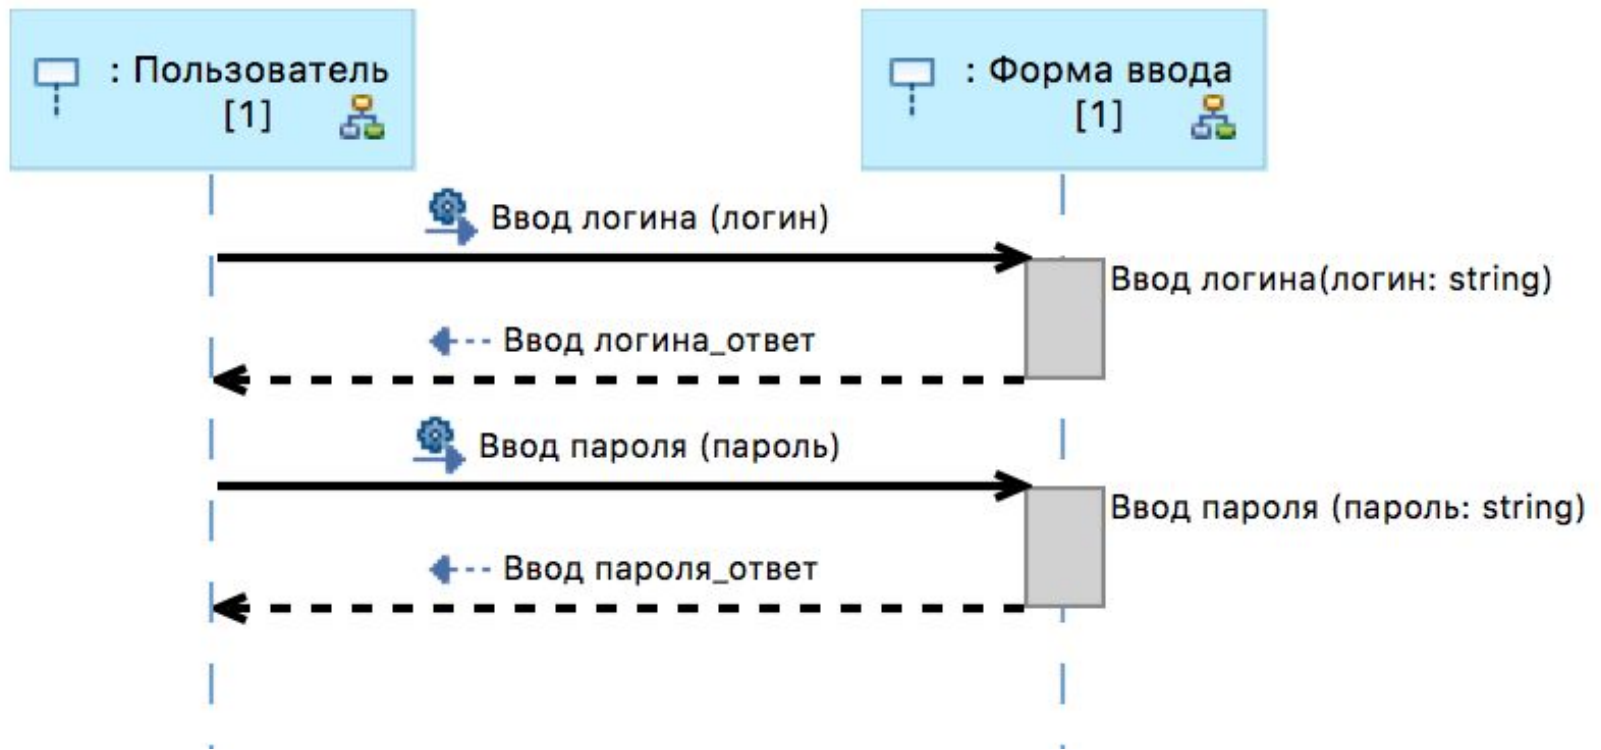 : Пользователь
[1]
: Форма ввода
[1]
Ввод логина (логин)
Ввод логина(логин: string)
Ввод логина_ответ
Ввод пароля (пароль)
Ввод пароля (пароль: string)
Ввод пароля_ответ